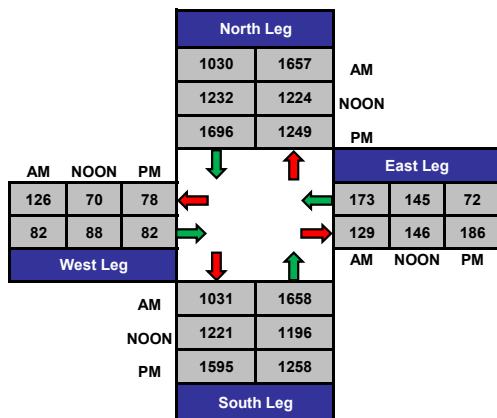 North Leg
1030 1657 AM
1232 1224 NOON
1696 1249 PM
AM NOON PM
East Leg
126 70 78
173 145 72
82 88 82
129 146 186
West Leg
AM NOON PM
AM 1031 1658
NOON 1221 1196
PM 1595 1258
South Leg